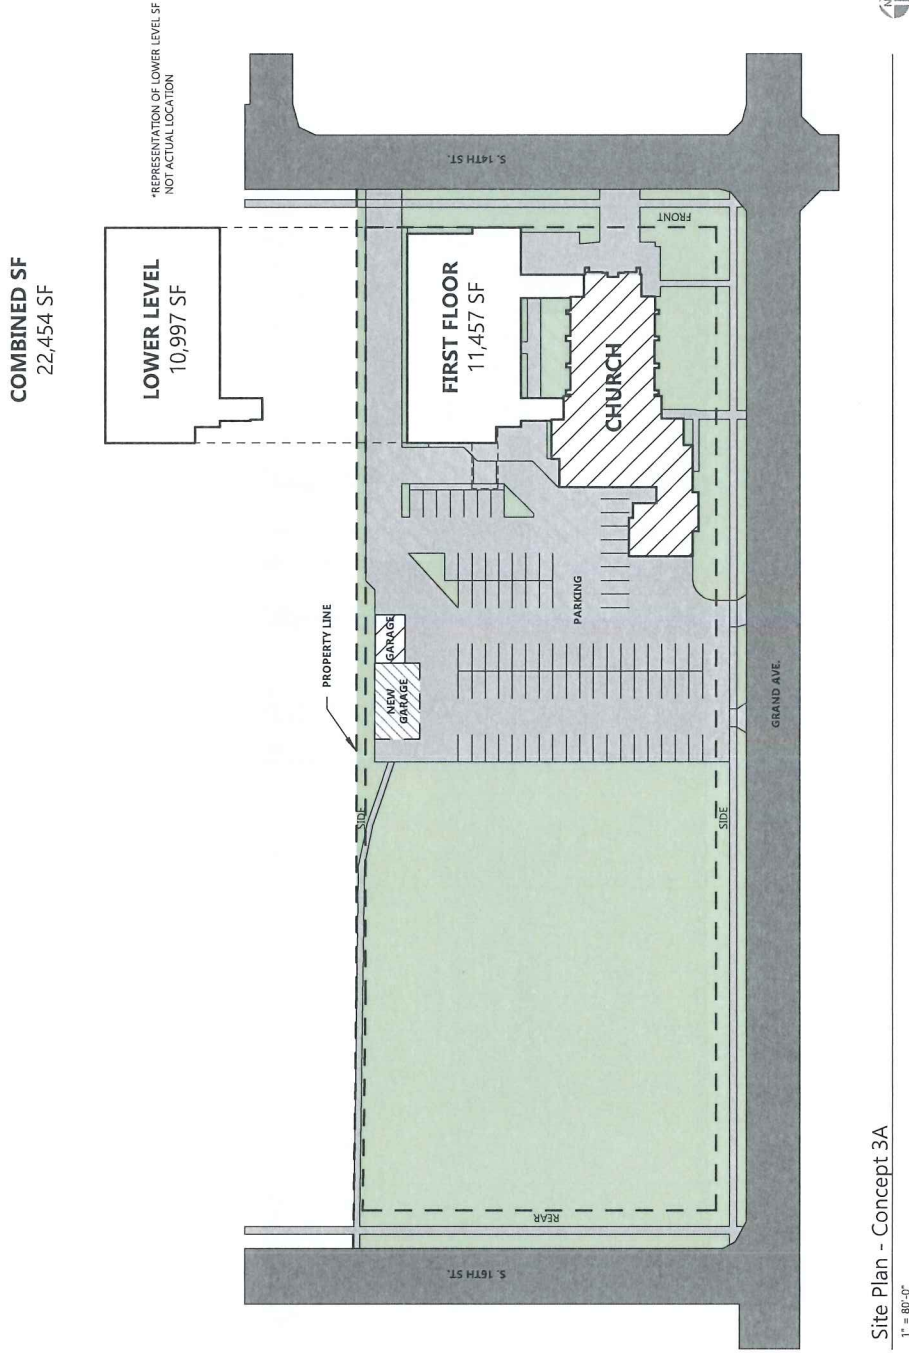 COMBINED SF
22,454 SF
*REPRESENTATION OF LOWER LEVEL SF
NOT ACTUAL LOCATION
LOWER LEVEL
10,997 SF
FIRST FLOOR
11,457 SF
CHURCH
S. 14TH ST.
FRONT
PROPERTY LINE
GARAGE
NEW
GARAGE
PARKING
GRAND AVE.
SIDE
SIDE
REAR
S. 16TH ST.
Site Plan - Concept 3A
1" = 80'-0"
N